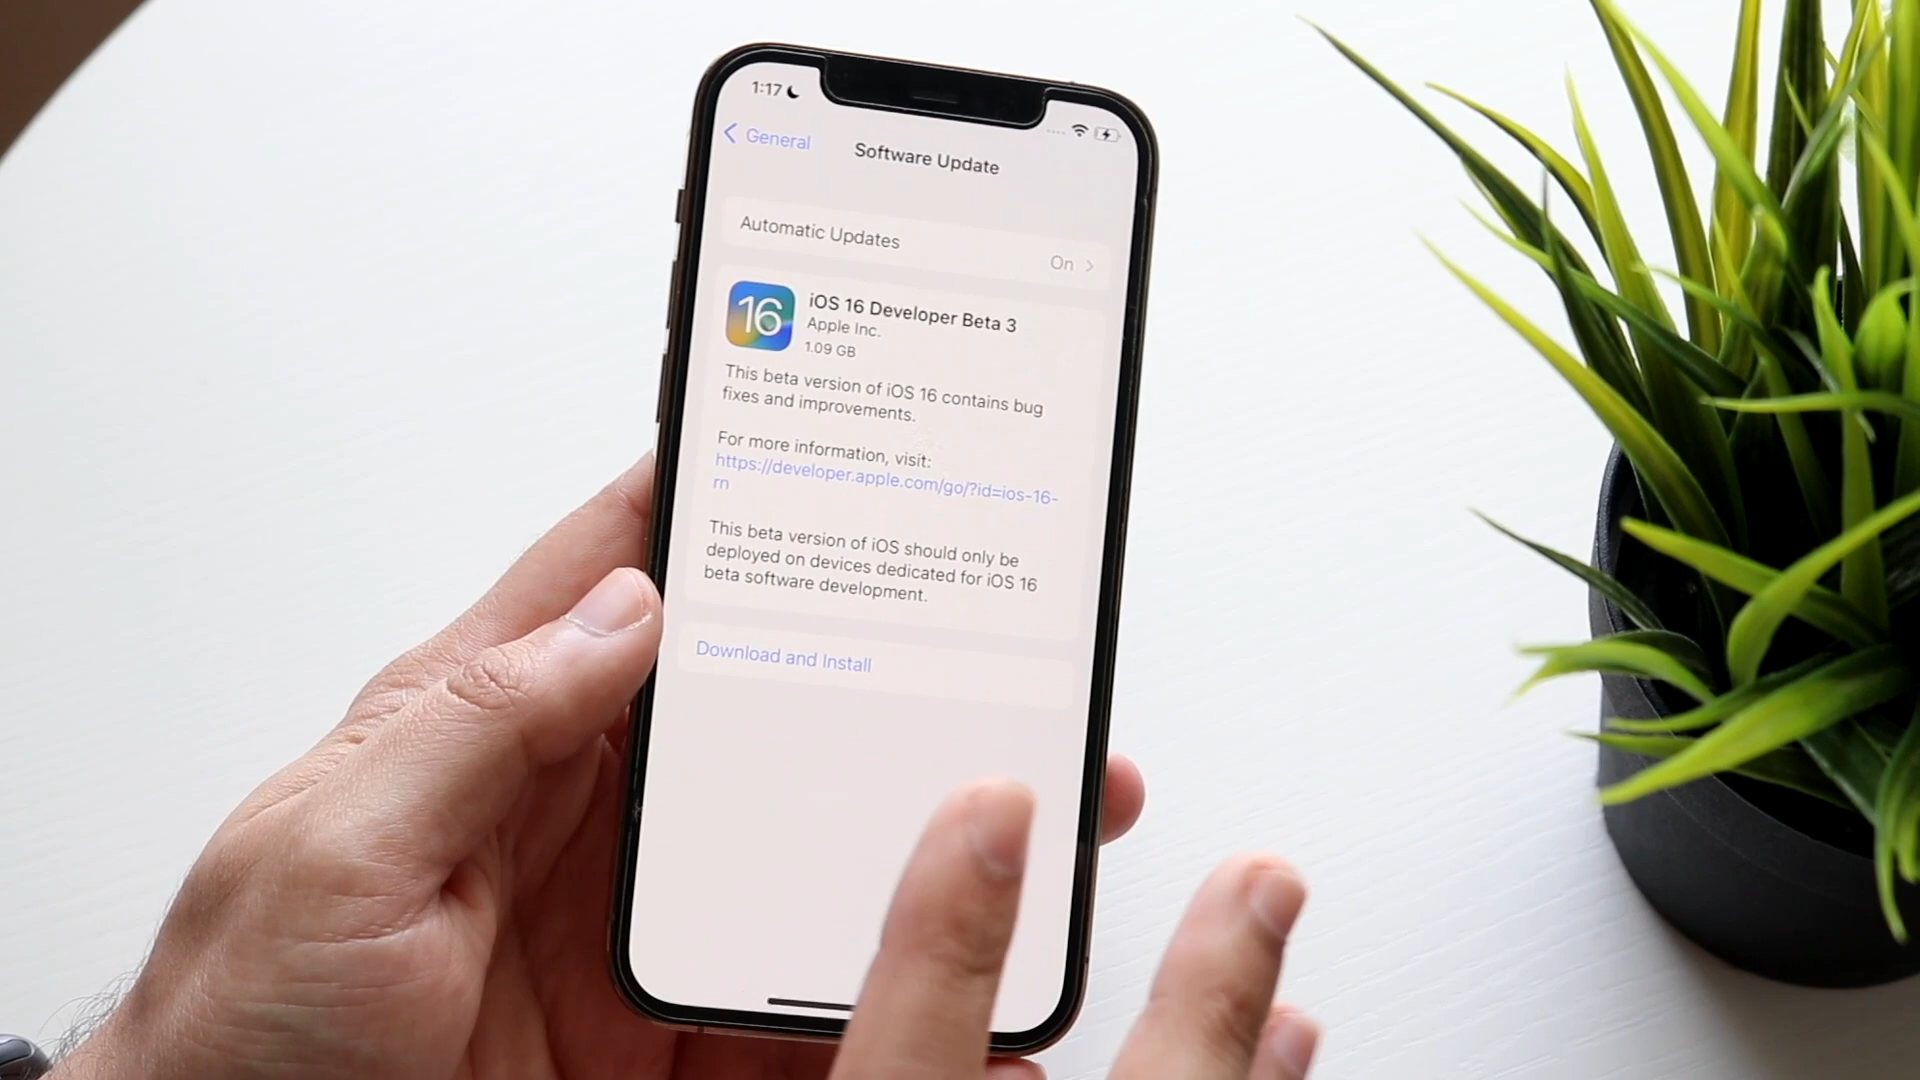 1:17
General
Software Update
Automatic Updates
On
16
iOS 16 Developer Beta 3
Apple Inc.
1.09 GB
This beta version of iOS 16 contains bug
fixes and improvements.
For more information, visit:
https://developer.apple.com/go/?id=ios-16-
rn
This beta version of iOS should only be
deployed on devices dedicated for iOS 16
beta software development.
Download and Install